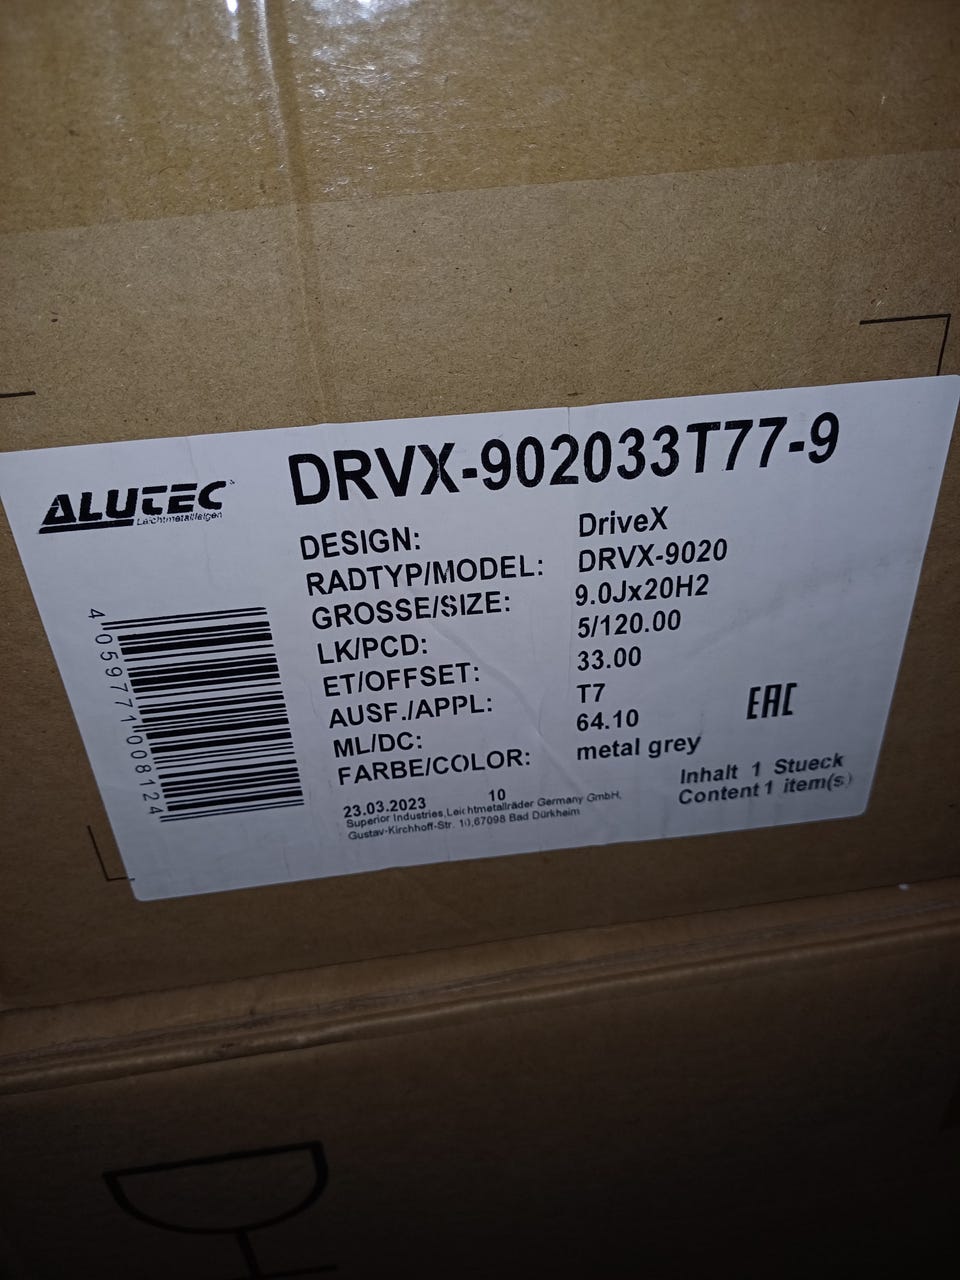 DRVX-902033T77-9
ALUTEC
Leichtmetallfelgen
DESIGN: DriveX
RADTYP/MODEL: DRVX-9020
GROSSE/SIZE: 9.0Jx20H2
LK/PCD: 5/120.00
ET/OFFSET: 33.00
AUSF./APPL: T7
ML/DC: 64.10
FARBE/COLOR: metal grey
EAC
4059771008124
23.03.2023 10
Superior Industries,Leichtmetallräder Germany GmbH,
Gustav-Kirchhoff-Str. 10,67098 Bad Dürkheim
Inhalt 1 Stueck
Content 1 item(s)